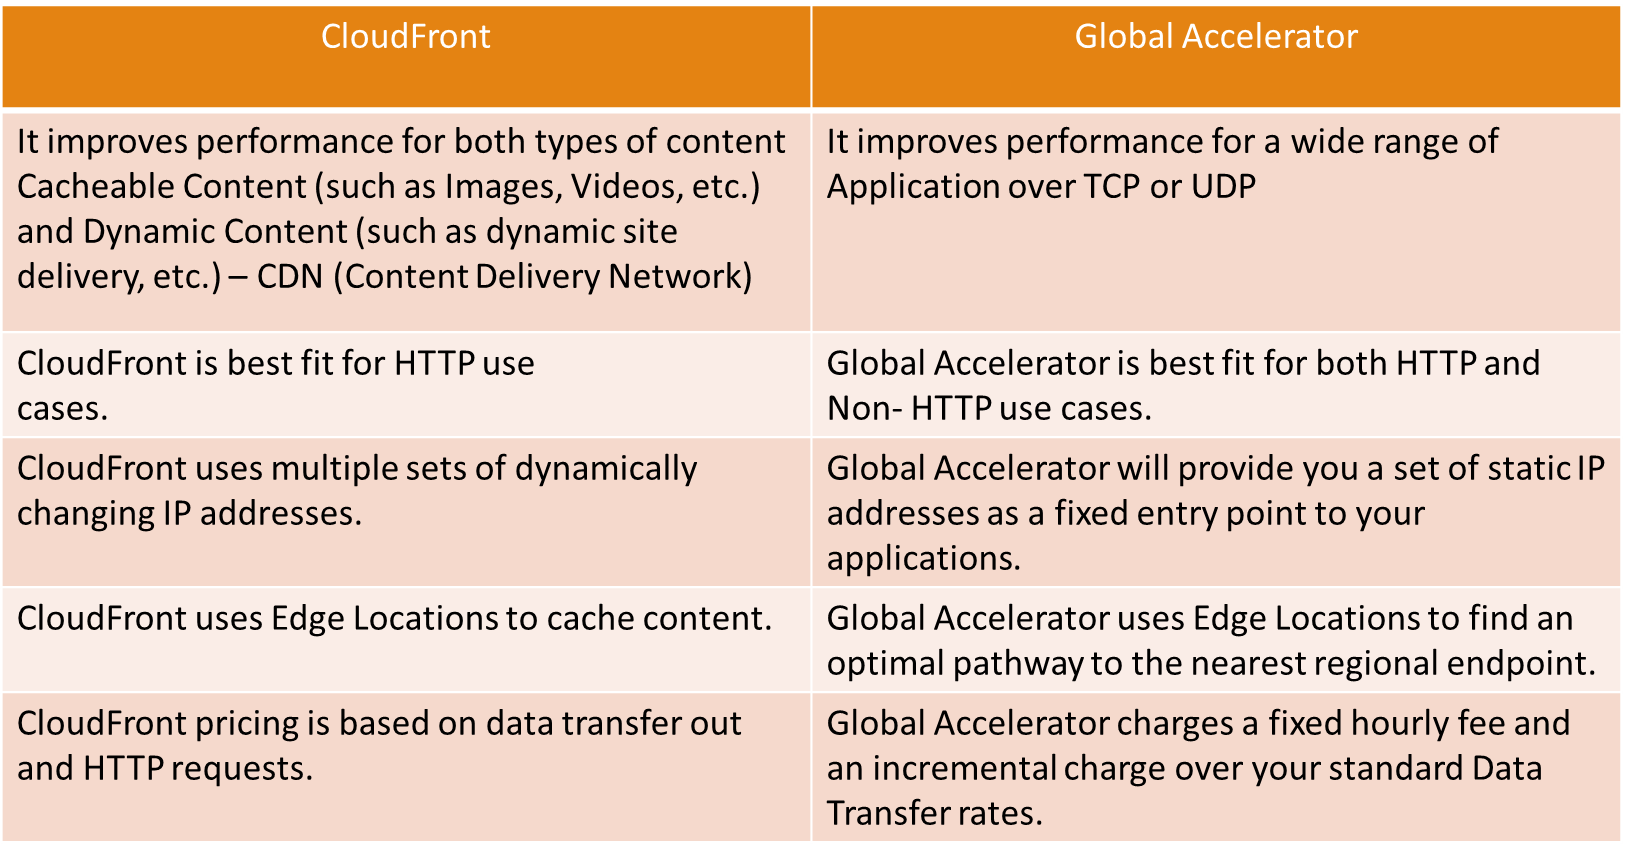 CloudFront
Global Accelerator
It improves performance for both types of content
Cacheable Content (such as Images, Videos, etc.)
and Dynamic Content (such as dynamic site
delivery, etc.) – CDN (Content Delivery Network)
It improves performance for a wide range of
Application over TCP or UDP
CloudFront is best fit for HTTP use
cases.
Global Accelerator is best fit for both HTTP and
Non- HTTP use cases.
CloudFront uses multiple sets of dynamically
changing IP addresses.
Global Accelerator will provide you a set of static IP
addresses as a fixed entry point to your
applications.
CloudFront uses Edge Locations to cache content.
Global Accelerator uses Edge Locations to find an
optimal pathway to the nearest regional endpoint.
CloudFront pricing is based on data transfer out
and HTTP requests.
Global Accelerator charges a fixed hourly fee and
an incremental charge over your standard Data
Transfer rates.